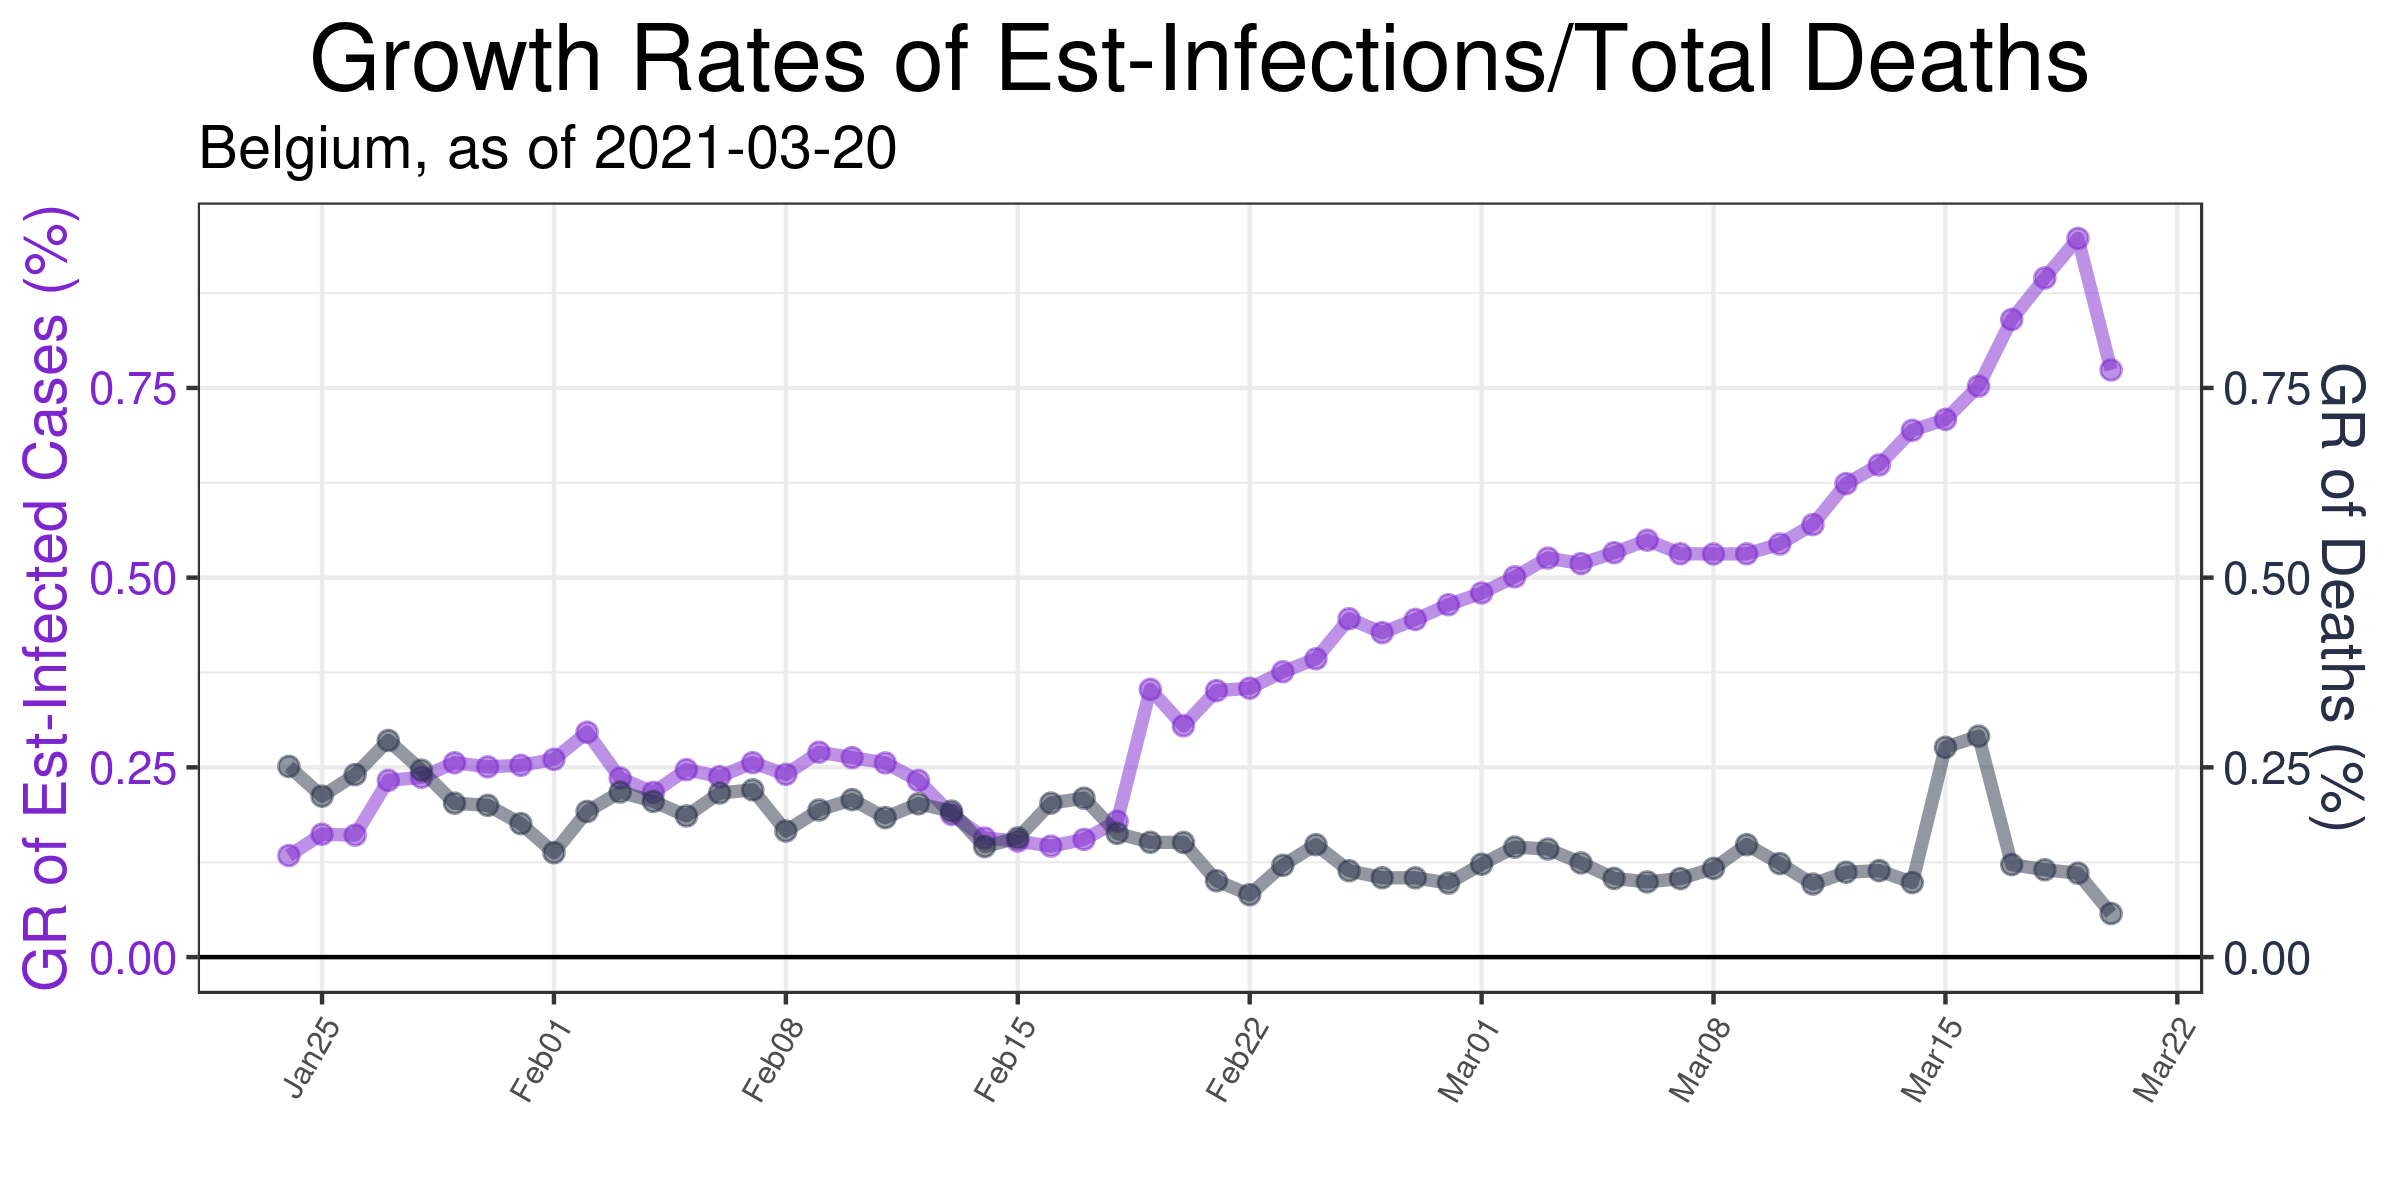 Growth Rates of Est-Infections/Total Deaths
Belgium, as of 2021-03-20
GR of Est-Infected Cases (%)
0.75
0.50
0.25
0.00
0.75
0.50
0.25
0.00
GR of Deaths (%)
Jan25
Feb01
Feb08
Feb15
Feb22
Mar01
Mar08
Mar15
Mar22